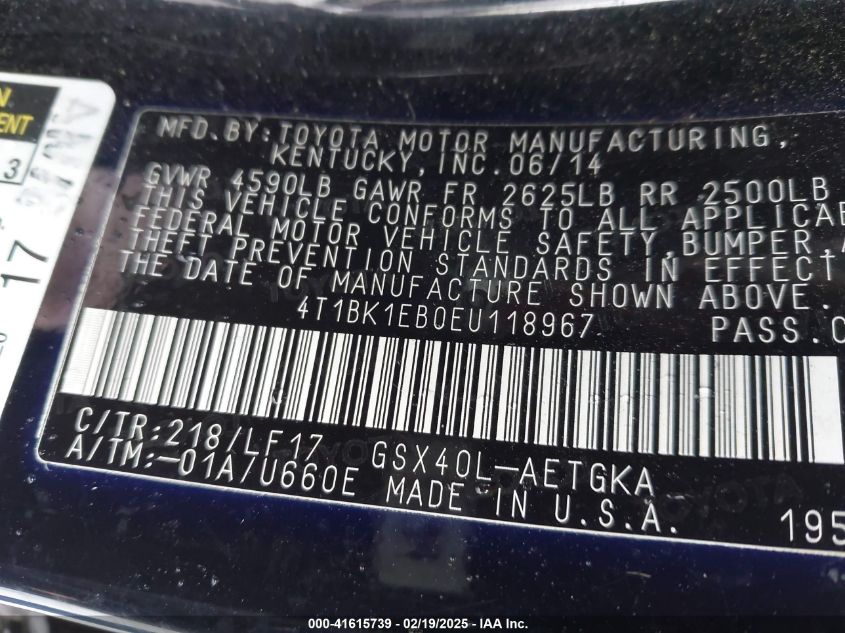 MFD. BY: TOYOTA MOTOR MANUFACTURING,
KENTUCKY, INC. 06/14
GVWR 4590LB GAWR FR 2625LB RR 2500LB
THIS VEHICLE CONFORMS TO ALL APPLICAB
FEDERAL MOTOR VEHICLE SAFETY, BUMPER, A
THEFT PREVENTION STANDARDS IN EFFECT
THE DATE OF MANUFACTURE SHOWN ABOVE.
4T1BK1EB0EU118967 PASS.C
C/TR:218/LF17 GSX40L-AETGKA
A/TM:-01A/U660E MADE IN U.S.A.
195
N
ENT
3
17
000-41615739 - 02/19/2025 - IAA Inc.